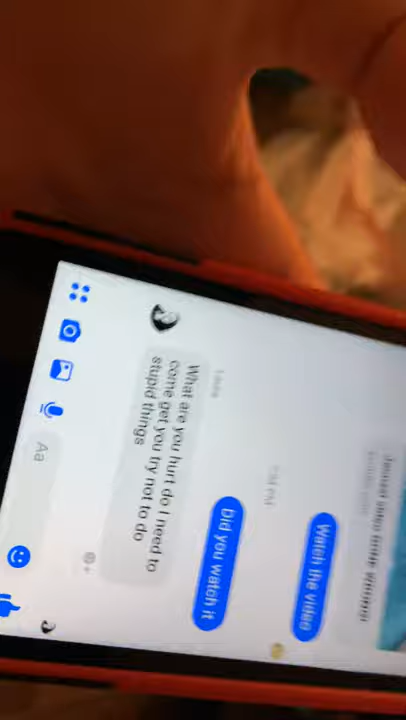 Watch the video
Did you watch it
What are you hurt do I need to
come get you try not to do
stupid things
Aa